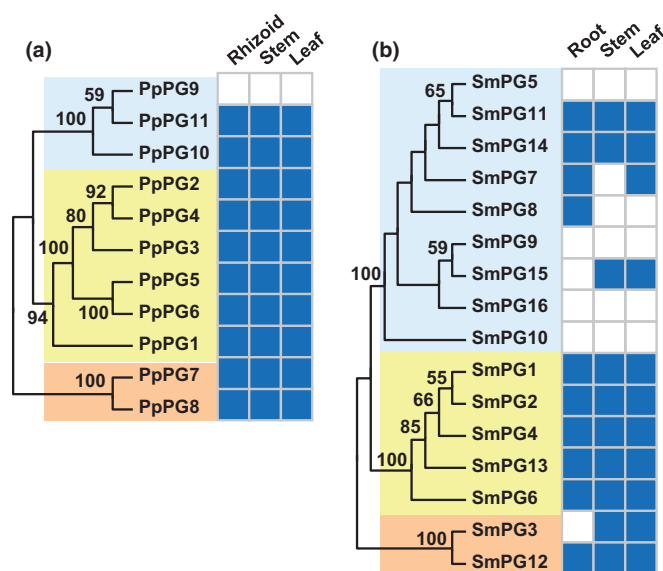 (a)
Rhizoid Stem Leaf
PpPG9
59
PpPG11
100
PpPG10
PpPG2
92
PpPG4
80
PpPG3
100
PpPG5
100
PpPG6
94
PpPG1
PpPG7
100
PpPG8
(b)
Root Stem Leaf
SmPG5
65
SmPG11
SmPG14
SmPG7
SmPG8
SmPG9
59
SmPG15
100
SmPG16
SmPG10
SmPG1
55
SmPG2
66
SmPG4
85
SmPG13
100
SmPG6
SmPG3
100
SmPG12